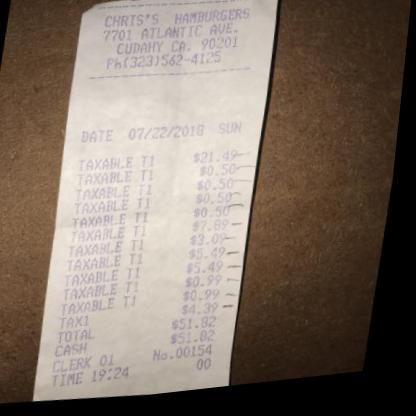 CHRIS'S HAMBURGERS
7701 ATLANTIC AVE.
CUDAHY CA. 90201
Ph(323)562-4125
DATE 07/22/2018 SUN
TAXABLE T1 $21.49
TAXABLE T1 $0.50
TAXABLE T1 $0.50
TAXABLE T1 $0.50
TAXABLE T1 $0.50
TAXABLE T1 $7.89
TAXABLE T1 $3.09
TAXABLE T1 $5.49
TAXABLE T1 $5.49
TAXABLE T1 $0.99
TAXABLE T1 $0.99
TAX1 $4.39
TOTAL $51.82
CASH $51.82
CLERK 01 No.00154
TIME 19:24 00